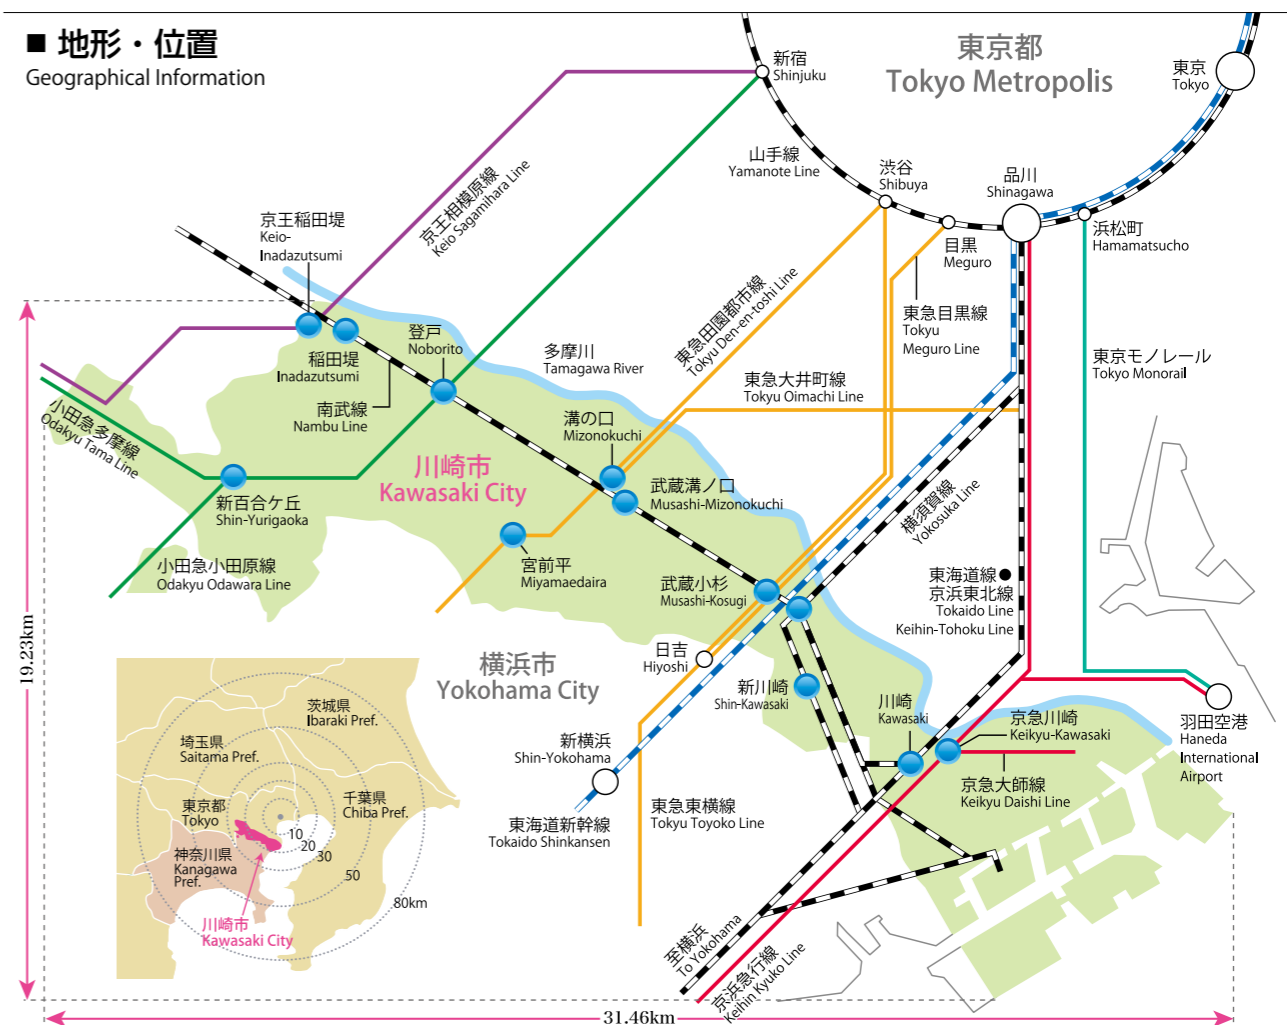 ■ 地形・位置
Geographical Information
東京都
Tokyo Metropolis
新宿
Shinjuku
東京
Tokyo
山手線
Yamanote Line
渋谷
Shibuya
品川
Shinagawa
目黒
Meguro
浜松町
Hamamatsucho
京王稲田堤
Keio-
Inadazutsumi
京王相模原線
Keio Sagamihara Line
稲田堤
Inadazutsumi
登戸
Noborito
南武線
Nambu Line
多摩川
Tamagawa River
東急田園都市線
Tokyu Den-en-toshi Line
東急目黒線
Tokyu
Meguro Line
東急大井町線
Tokyu Oimachi Line
東京モノレール
Tokyo Monorail
小田急多摩線
Odakyu Tama Line
川崎市
Kawasaki City
溝の口
Mizonokuchi
武蔵溝ノ口
Musashi-Mizonokuchi
横須賀線
Yokosuka Line
新百合ケ丘
Shin-Yurigaoka
小田急小田原線
Odakyu Odawara Line
宮前平
Miyamaedaira
武蔵小杉
Musashi-Kosugi
東海道線●
京浜東北線
Tokaido Line
Keihin-Tohoku Line
日吉
Hiyoshi
横浜市
Yokohama City
新川崎
Shin-Kawasaki
川崎
Kawasaki
京急川崎
Keikyu-Kawasaki
羽田空港
Haneda
International
Airport
新横浜
Shin-Yokohama
京急大師線
Keikyu Daishi Line
東海道新幹線
Tokaido Shinkansen
東急東横線
Tokyu Toyoko Line
至横浜
To Yokohama
京浜急行線
Keihin Kyuko Line
19.23km
31.46km
茨城県
Ibaraki Pref.
埼玉県
Saitama Pref.
東京都
Tokyo
千葉県
Chiba Pref.
神奈川県
Kanagawa
Pref.
川崎市
Kawasaki City
10
20
30
50
80km